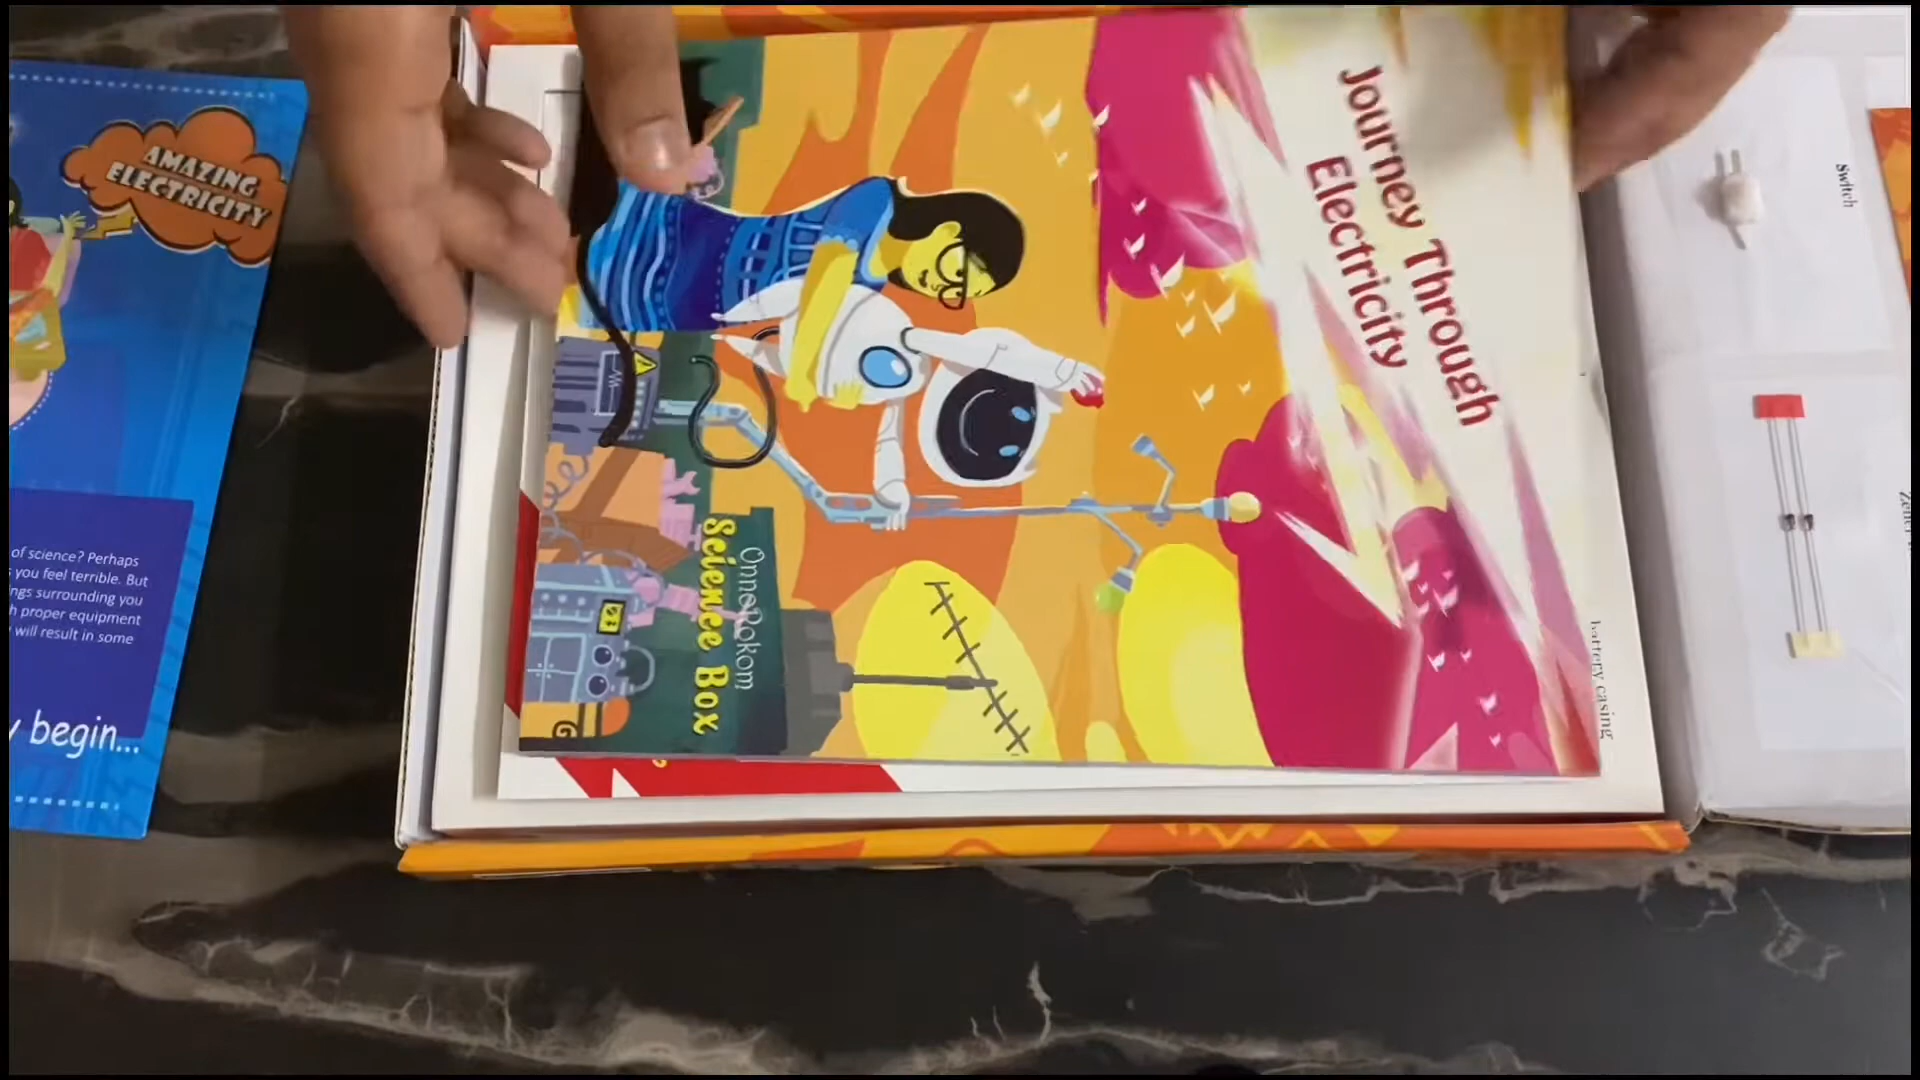 AMAZING
ELECTRICITY
of science? Perhaps
you feel terrible. But
ngs surrounding you
proper equipment
will result in some
begin...
Journey Through
Electricity
OnnoRokom
Science Box
Switch
battery casing